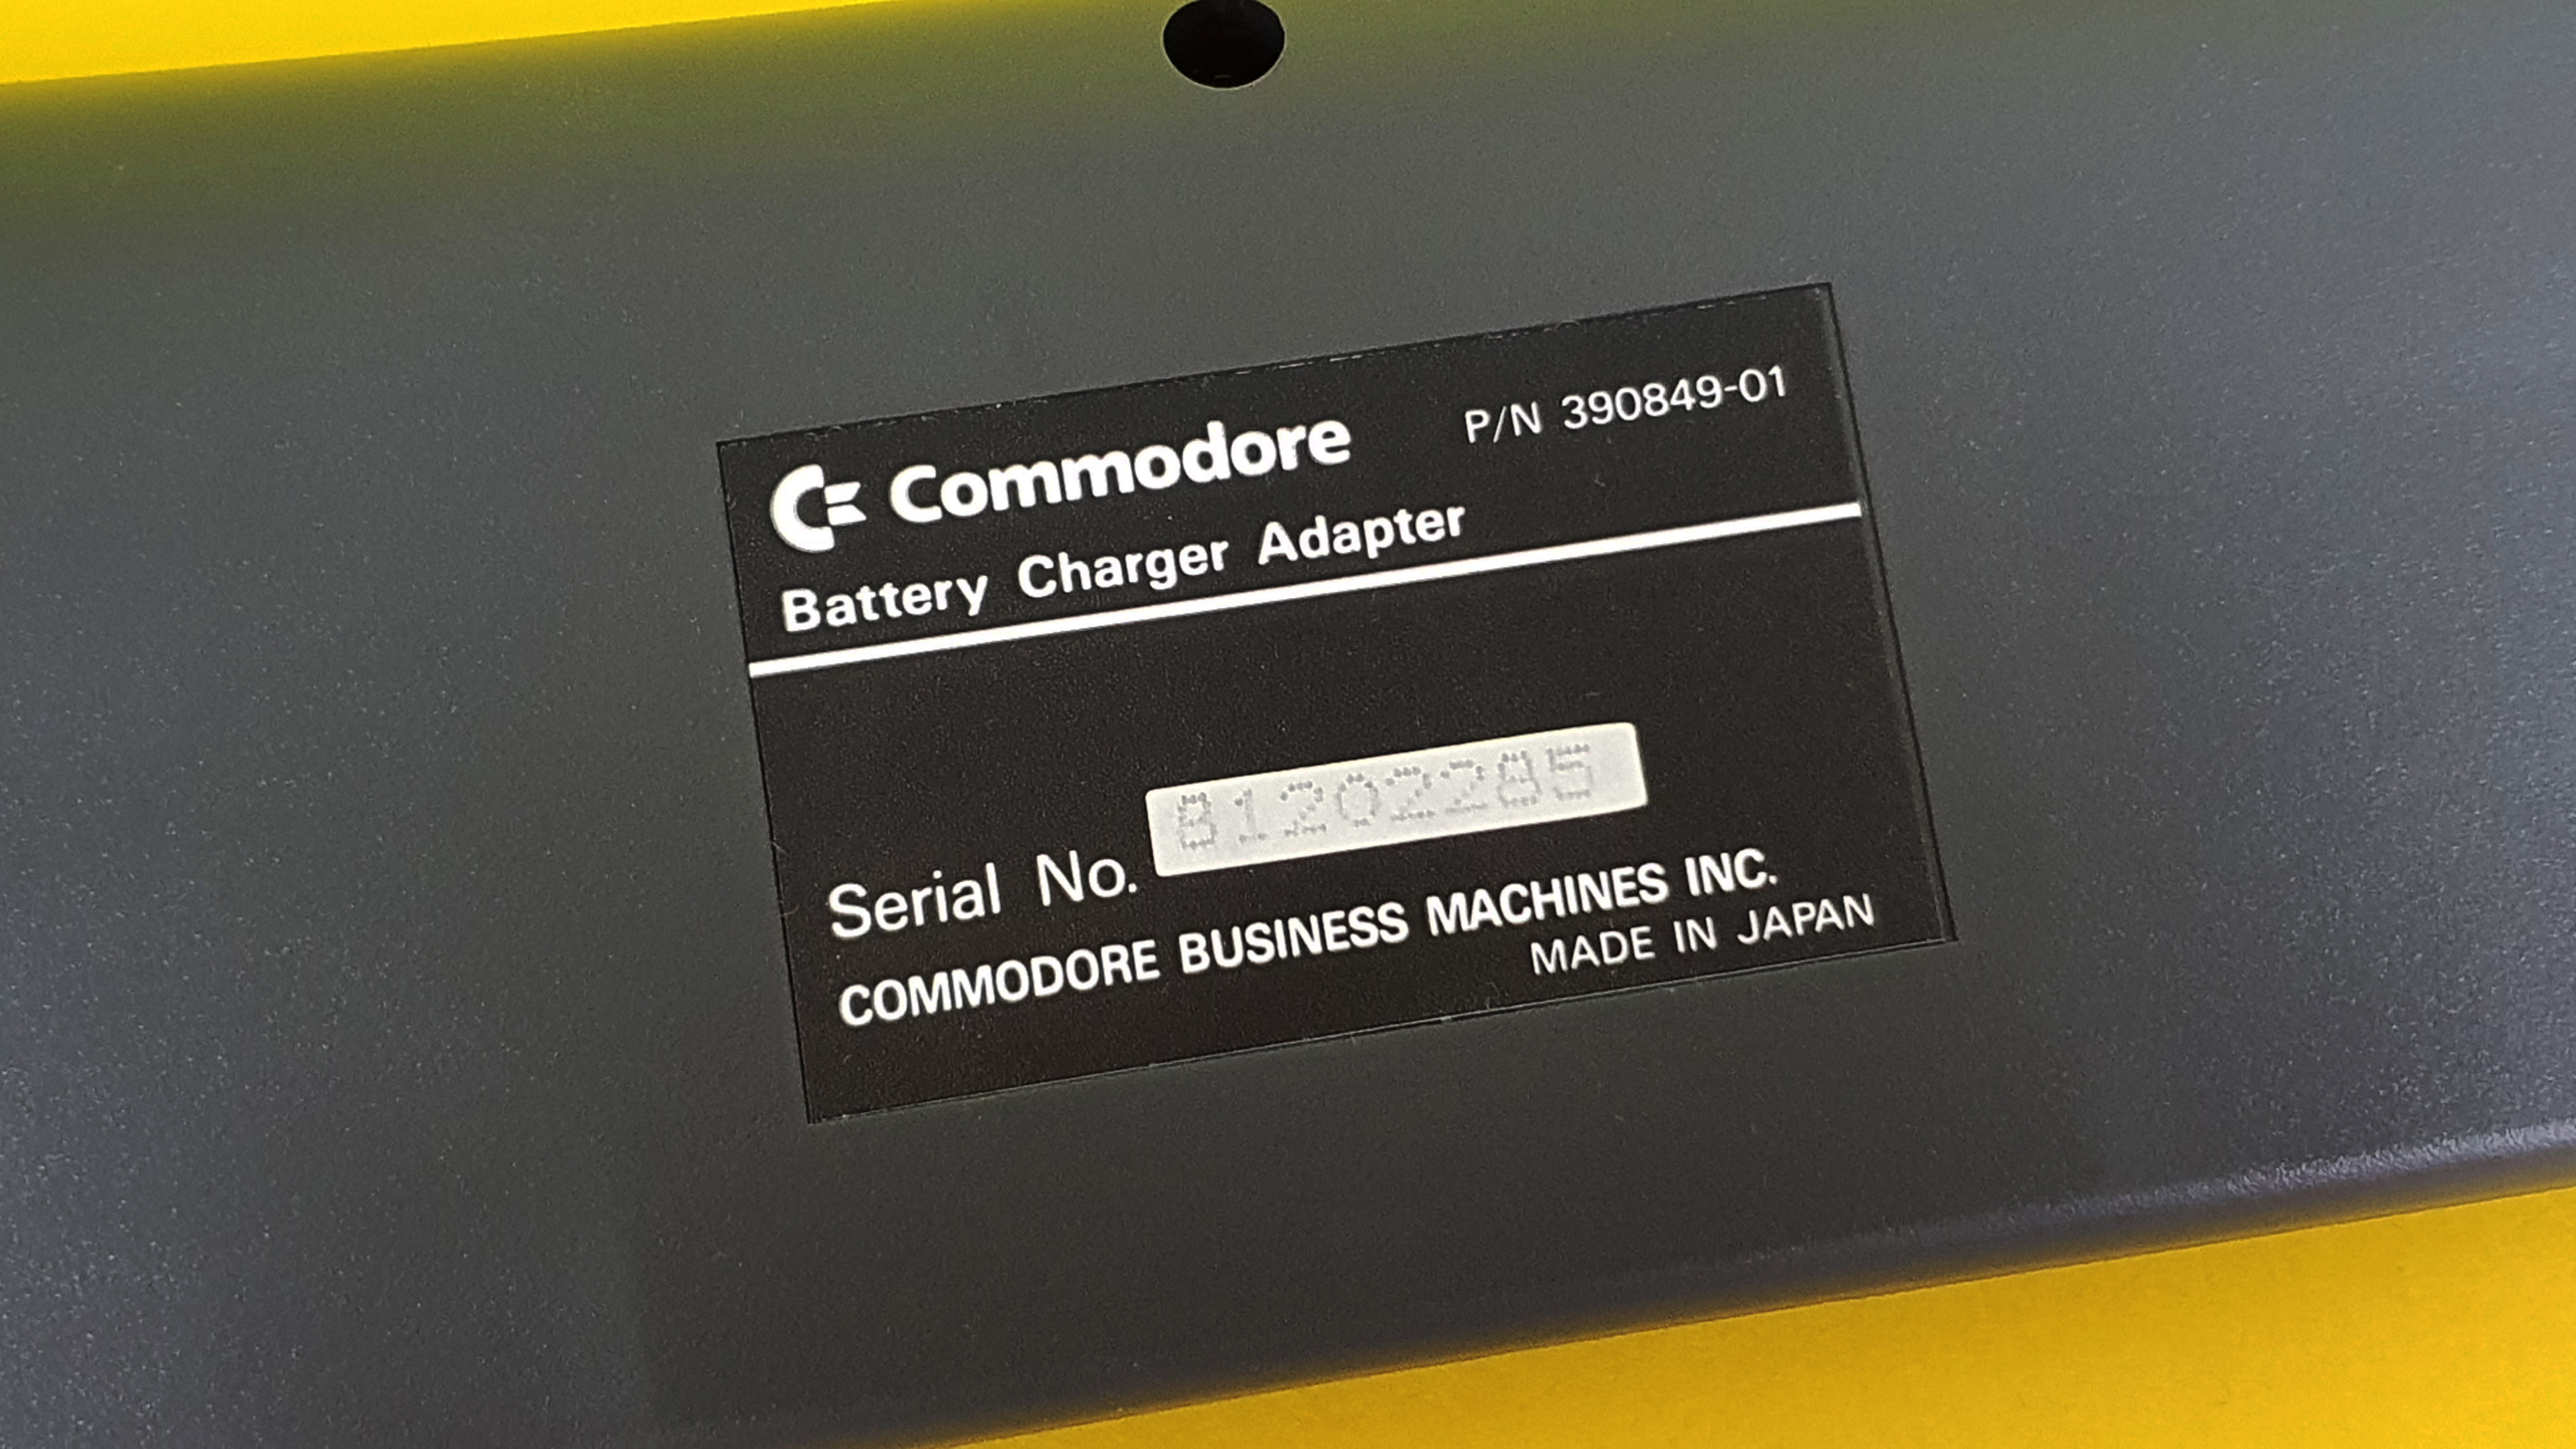 Commodore P/N 390849-01
Battery Charger Adapter
Serial No. 81202285
COMMODORE BUSINESS MACHINES INC.
MADE IN JAPAN